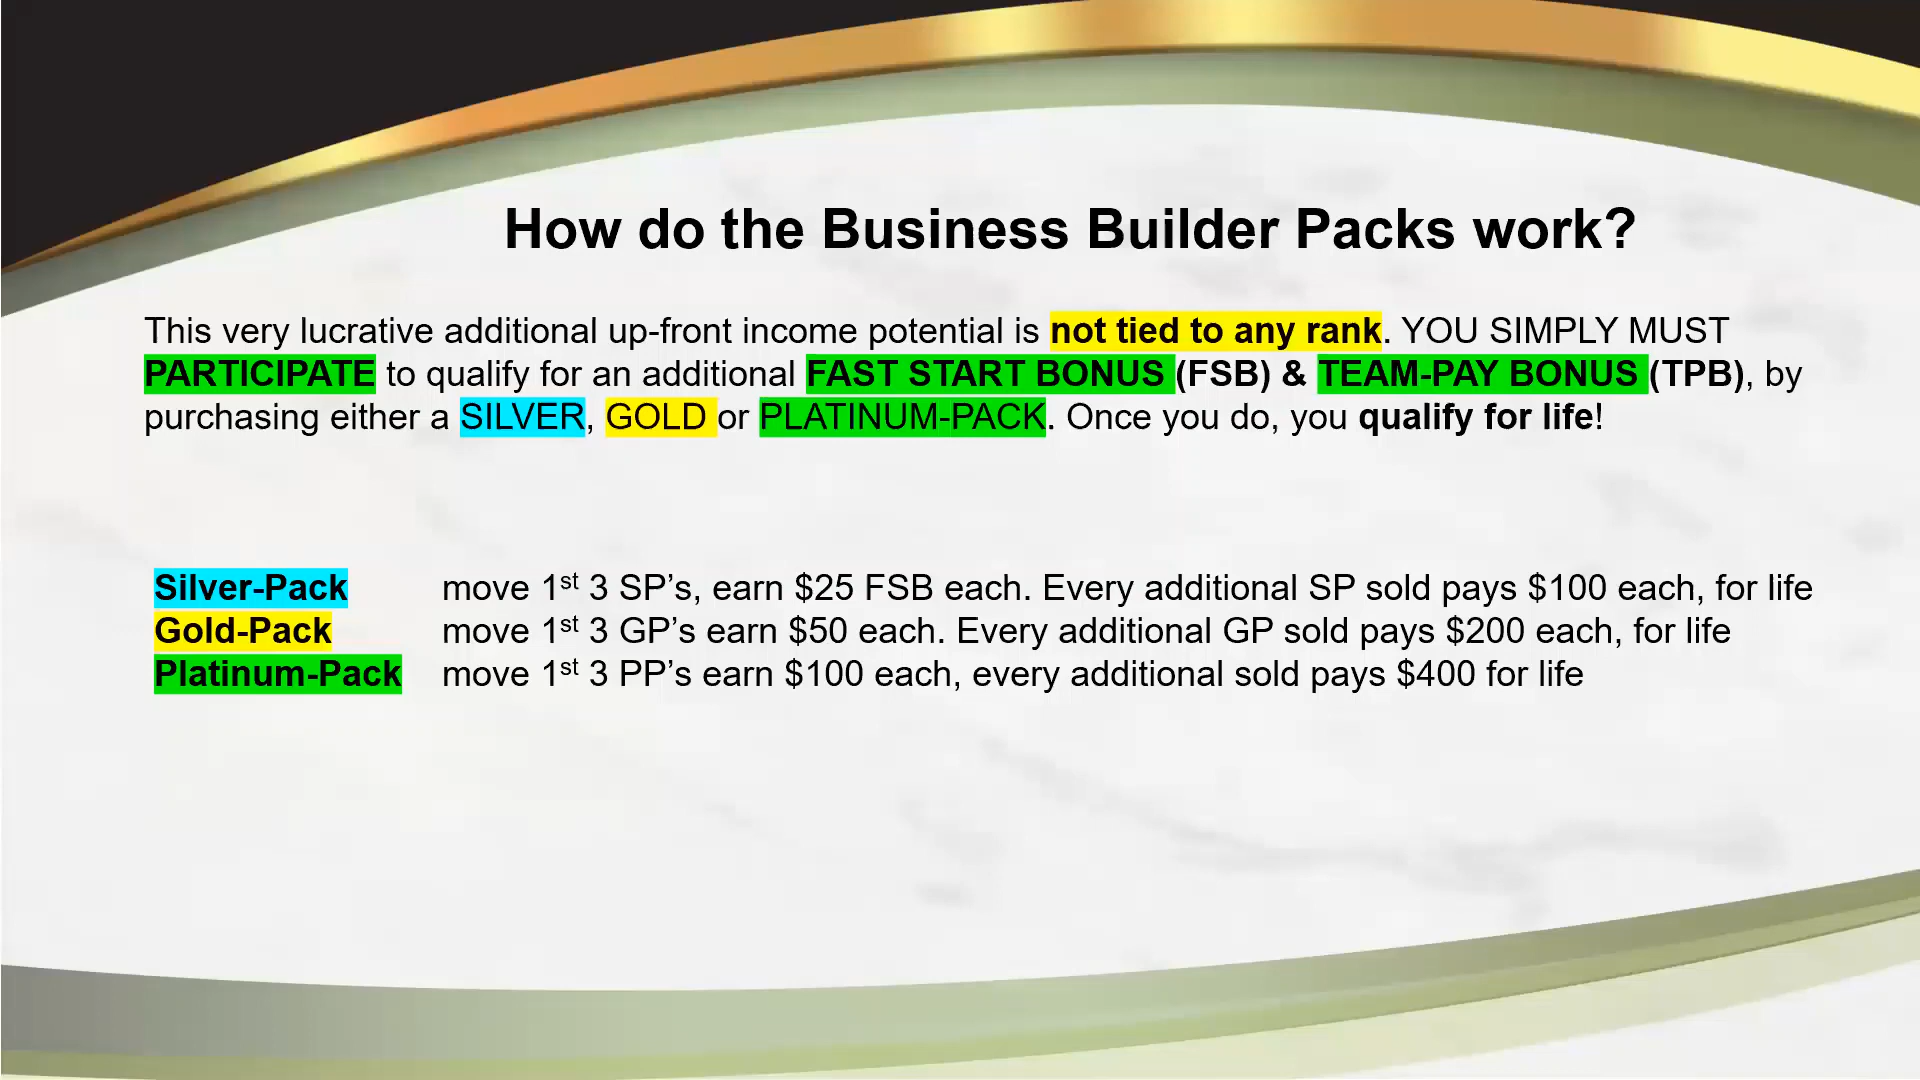 How do the Business Builder Packs work?
This very lucrative additional up-front income potential is not tied to any rank. YOU SIMPLY MUST
PARTICIPATE to qualify for an additional FAST START BONUS (FSB) & TEAM-PAY BONUS (TPB), by
purchasing either a SILVER, GOLD or PLATINUM-PACK. Once you do, you qualify for life!
Silver-Pack move 1st 3 SP’s, earn $25 FSB each. Every additional SP sold pays $100 each, for life
Gold-Pack move 1st 3 GP’s earn $50 each. Every additional GP sold pays $200 each, for life
Platinum-Pack move 1st 3 PP’s earn $100 each, every additional sold pays $400 for life